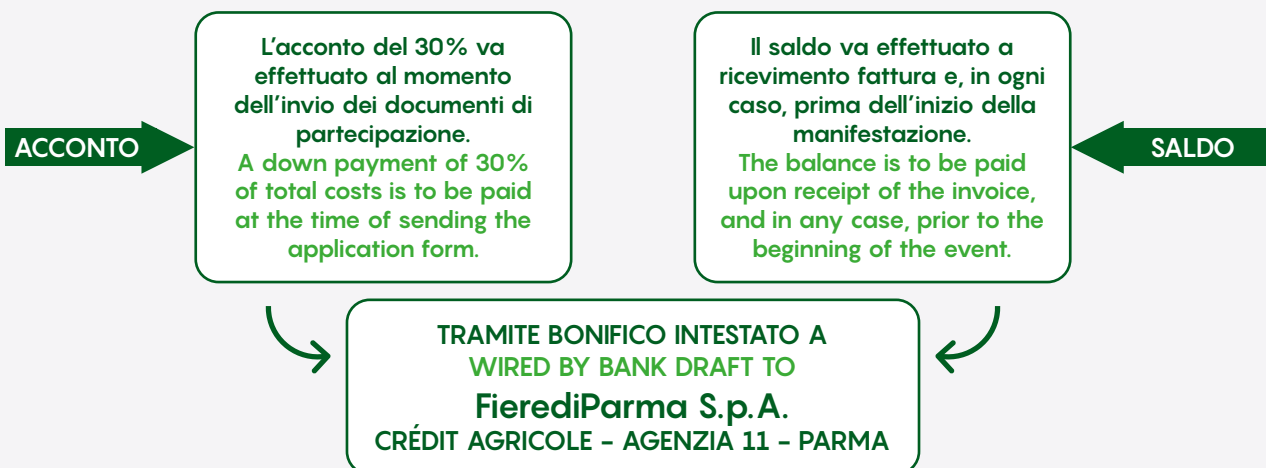 ACCONTO
L'acconto del 30% va
effettuato al momento
dell'invio dei documenti di
partecipazione.
A down payment of 30%
of total costs is to be paid
at the time of sending the
application form.
Il saldo va effettuato a
ricevimento fattura e, in ogni
caso, prima dell'inizio della
manifestazione.
The balance is to be paid
upon receipt of the invoice,
and in any case, prior to the
beginning of the event.
SALDO
TRAMITE BONIFICO INTESTATO A
WIRED BY BANK DRAFT TO
FierediParma S.p.A.
CRÉDIT AGRICOLE – AGENZIA 11 – PARMA